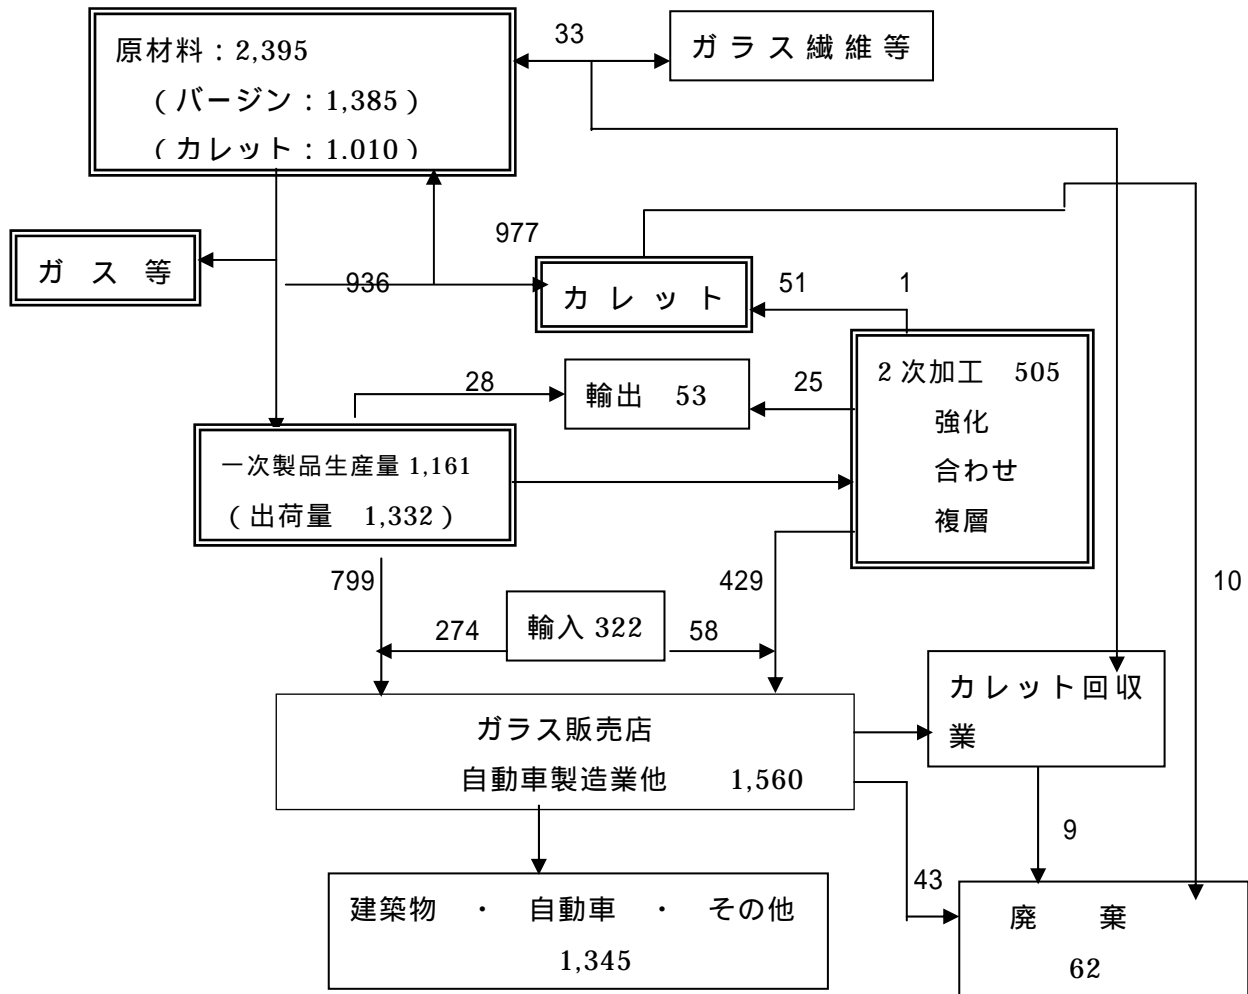 原材料：2,395
（バージン：1,385）
（カレット：1.010）
33
ガラス繊維等
ガス等
977
936
カレット
51
1
2次加工 505
強化
合わせ
複層
28
輸出 53
25
一次製品生産量 1,161
（出荷量 1,332）
799
429
10
274
輸入 322
58
カレット回収
業
ガラス販売店
自動車製造業他 1,560
9
43
建築物 ・ 自動車 ・ その他
1,345
廃棄
62